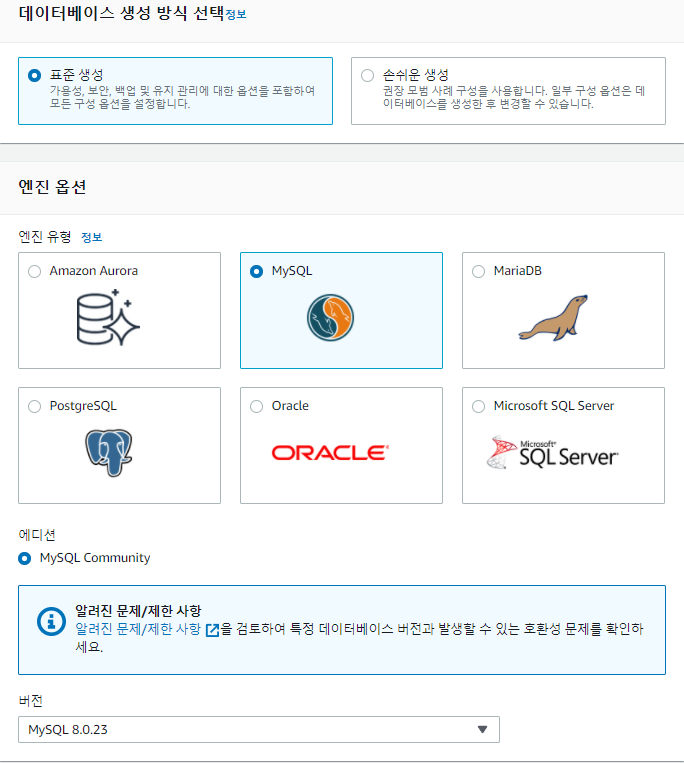 데이터베이스 생성 방식 선택정보
표준 생성
가용성, 보안, 백업 및 유지 관리에 대한 옵션을 포함하여
모든 구성 옵션을 설정합니다.
손쉬운 생성
권장 모범 사례 구성을 사용합니다. 일부 구성 옵션은 데
이터베이스를 생성한 후 변경할 수 있습니다.
엔진 옵션
엔진 유형 정보
Amazon Aurora
MySQL
MariaDB
PostgreSQL
Oracle
ORACLE
Microsoft SQL Server
Microsoft
SQL Server
에디션
MySQL Community
알려진 문제/제한 사항
알려진 문제/제한 사항 을 검토하여 특정 데이터베이스 버전과 발생할 수 있는 호환성 문제를 확인하
세요.
버전
MySQL 8.0.23